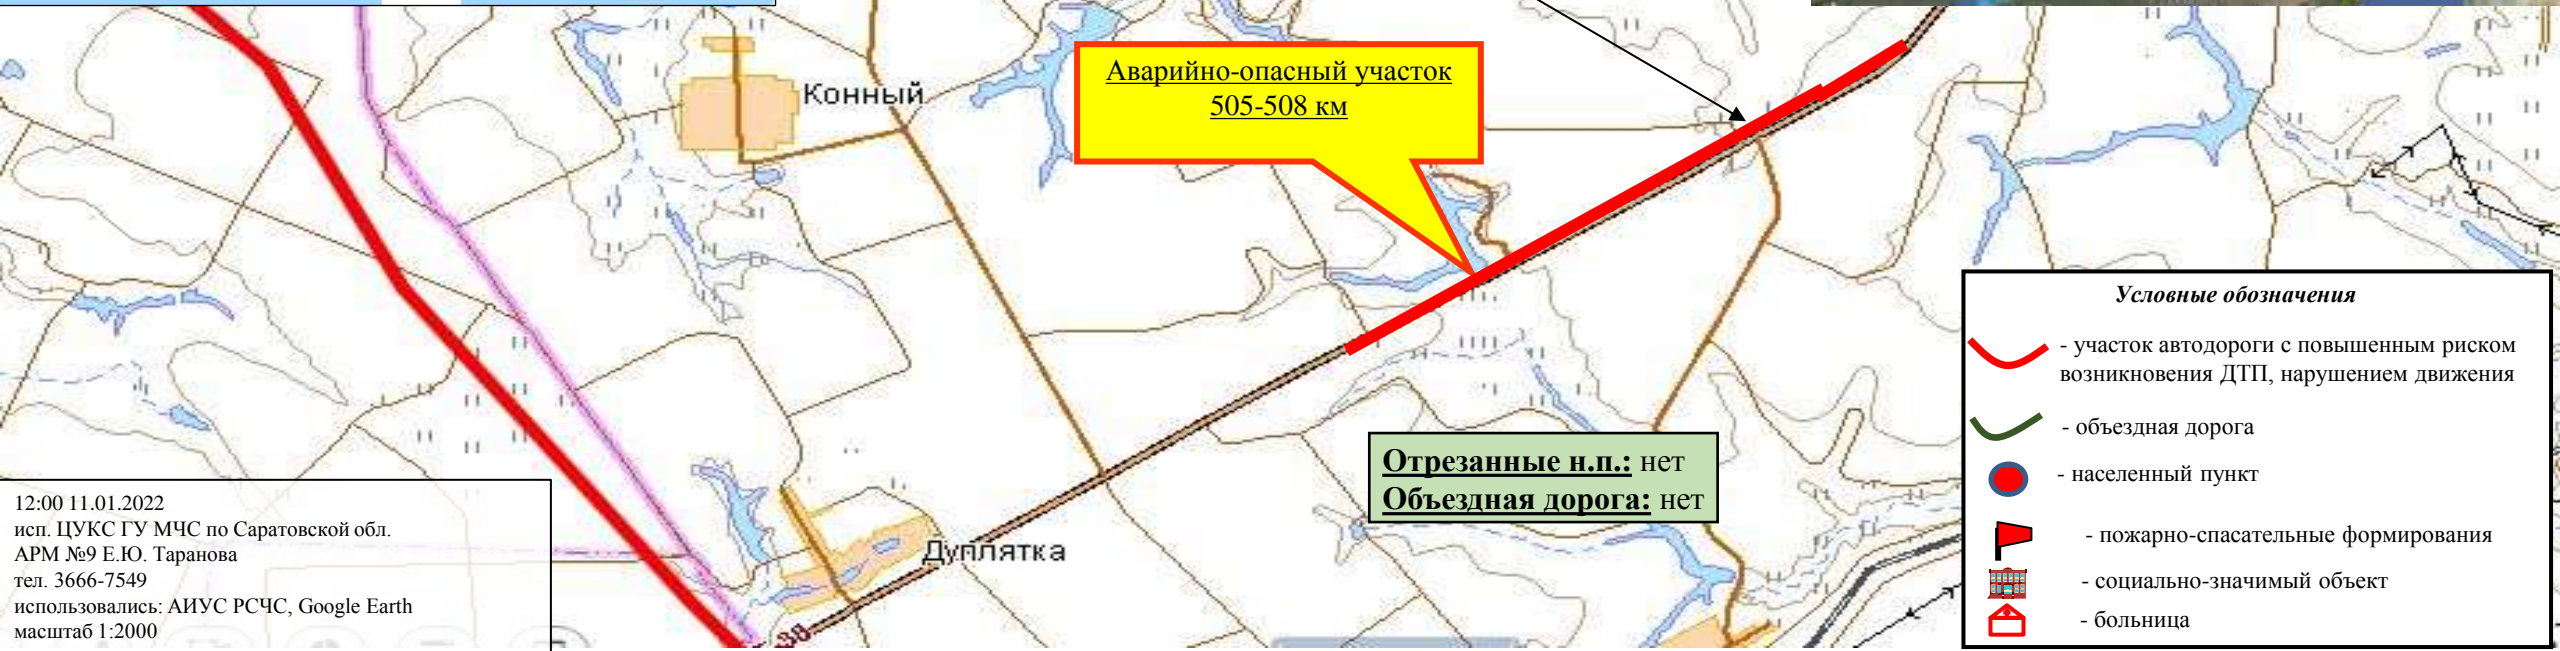 Конный
Аварийно-опасный участок
505-508 км
Условные обозначения
- участок автодороги с повышенным риском
возникновения ДТП, нарушением движения
- объездная дорога
- населенный пункт
- пожарно-спасательные формирования
- социально-значимый объект
- больница
Отрезанные н.п.: нет
Объездная дорога: нет
Дуплятка
12:00 11.01.2022
исп. ЦУКС ГУ МЧС по Саратовской обл.
АРМ №9 Е.Ю. Таранова
тел. 3666-7549
использовались: АИУС РСЧС, Google Earth
масштаб 1:2000